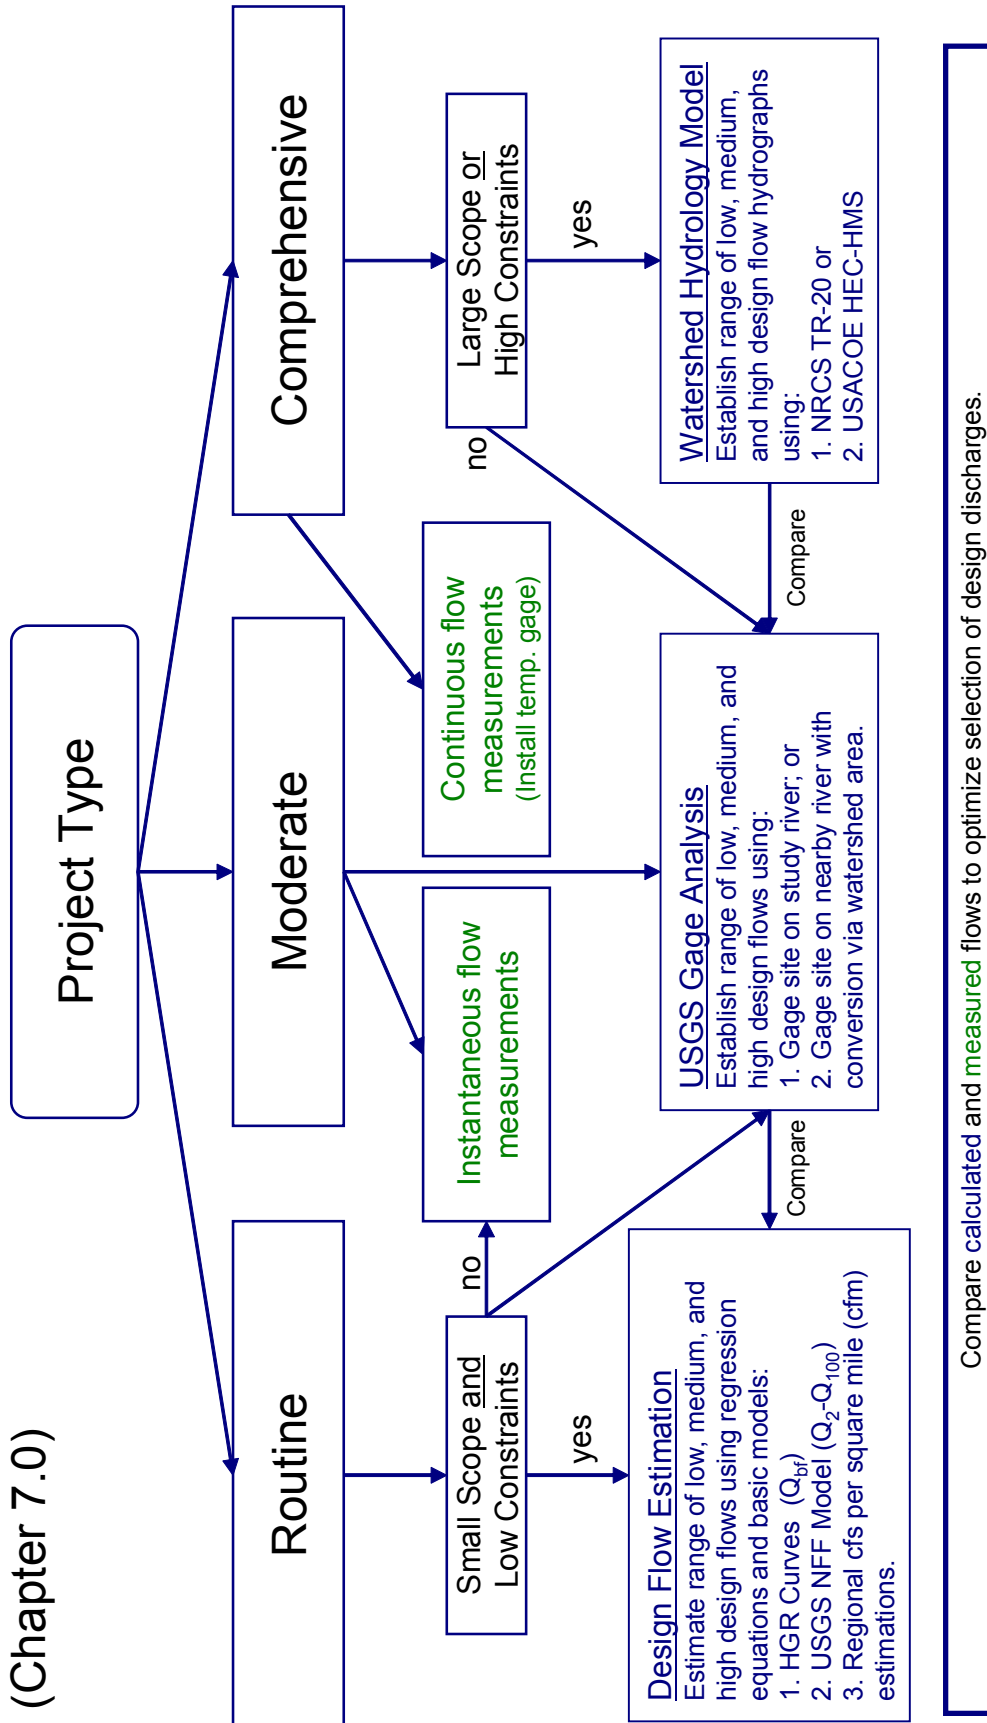 (Chapter 7.0)
Project Type
Routine
Moderate
Comprehensive
Small Scope and
Low Constraints
no
yes
Instantaneous flow
measurements
Continuous flow
measurements
(Install temp. gage)
Large Scope or
High Constraints
no
yes
Design Flow Estimation
Estimate range of low, medium, and
high design flows using regression
equations and basic models:
1. HGR Curves (Qbf)
2. USGS NFF Model (Q2-Q100)
3. Regional cfs per square mile (cfm)
estimations.
Compare
USGS Gage Analysis
Establish range of low, medium, and
high design flows using:
1. Gage site on study river; or
2. Gage site on nearby river with
conversion via watershed area.
Compare
Watershed Hydrology Model
Establish range of low, medium,
and high design flow hydrographs
using:
1. NRCS TR-20 or
2. USACOE HEC-HMS
Compare calculated and measured flows to optimize selection of design discharges.